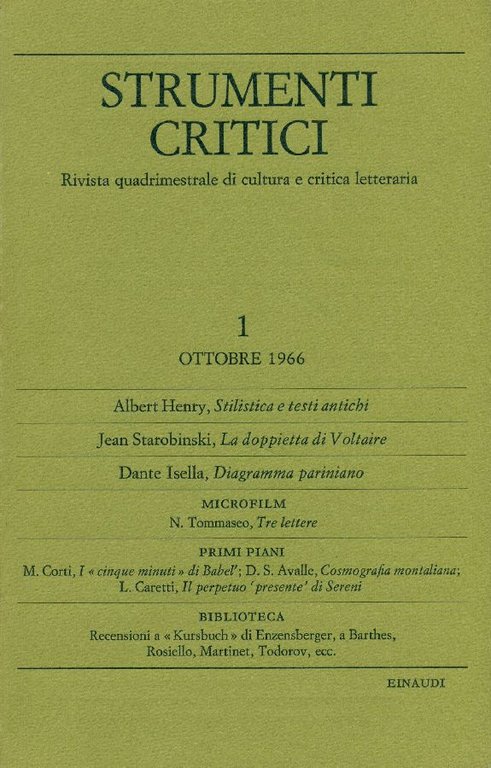 STRUMENTI
CRITICI
Rivista quadrimestrale di cultura e critica letteraria
1
OTTOBRE 1966
Albert Henry, Stilistica e testi antichi
Jean Starobinski, La doppietta di Voltaire
Dante Isella, Diagramma pariniano
MICROFILM
N. Tommaseo, Tre lettere
PRIMI PIANI
M. Corti, I « cinque minuti » di Babel'; D. S. Avalle, Cosmografia montaliana;
L. Caretti, Il perpetuo ‘presente’ di Sereni
BIBLIOTECA
Recensioni a « Kursbuch » di Enzensberger, a Barthes,
Rosiello, Martinet, Todorov, ecc.
EINAUDI